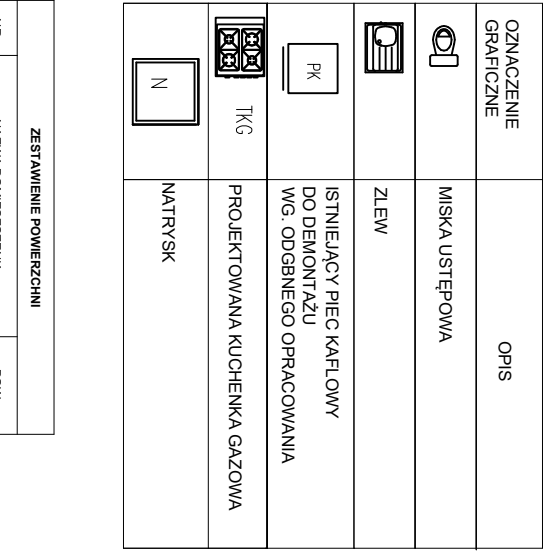 OZNACZENIE
GRAFICZNE
OPIS
MISKA USTĘPOWA
ZLEW
PK
ISTNIEJĄCY PIEC KAFLOWY
DO DEMONTAŻU
WG. ODGBNEGO OPRACOWANIA
TKG
PROJEKTOWANA KUCHENKA GAZOWA
N
NATRYSK
ZESTAWIENIE POWIERZCHNI